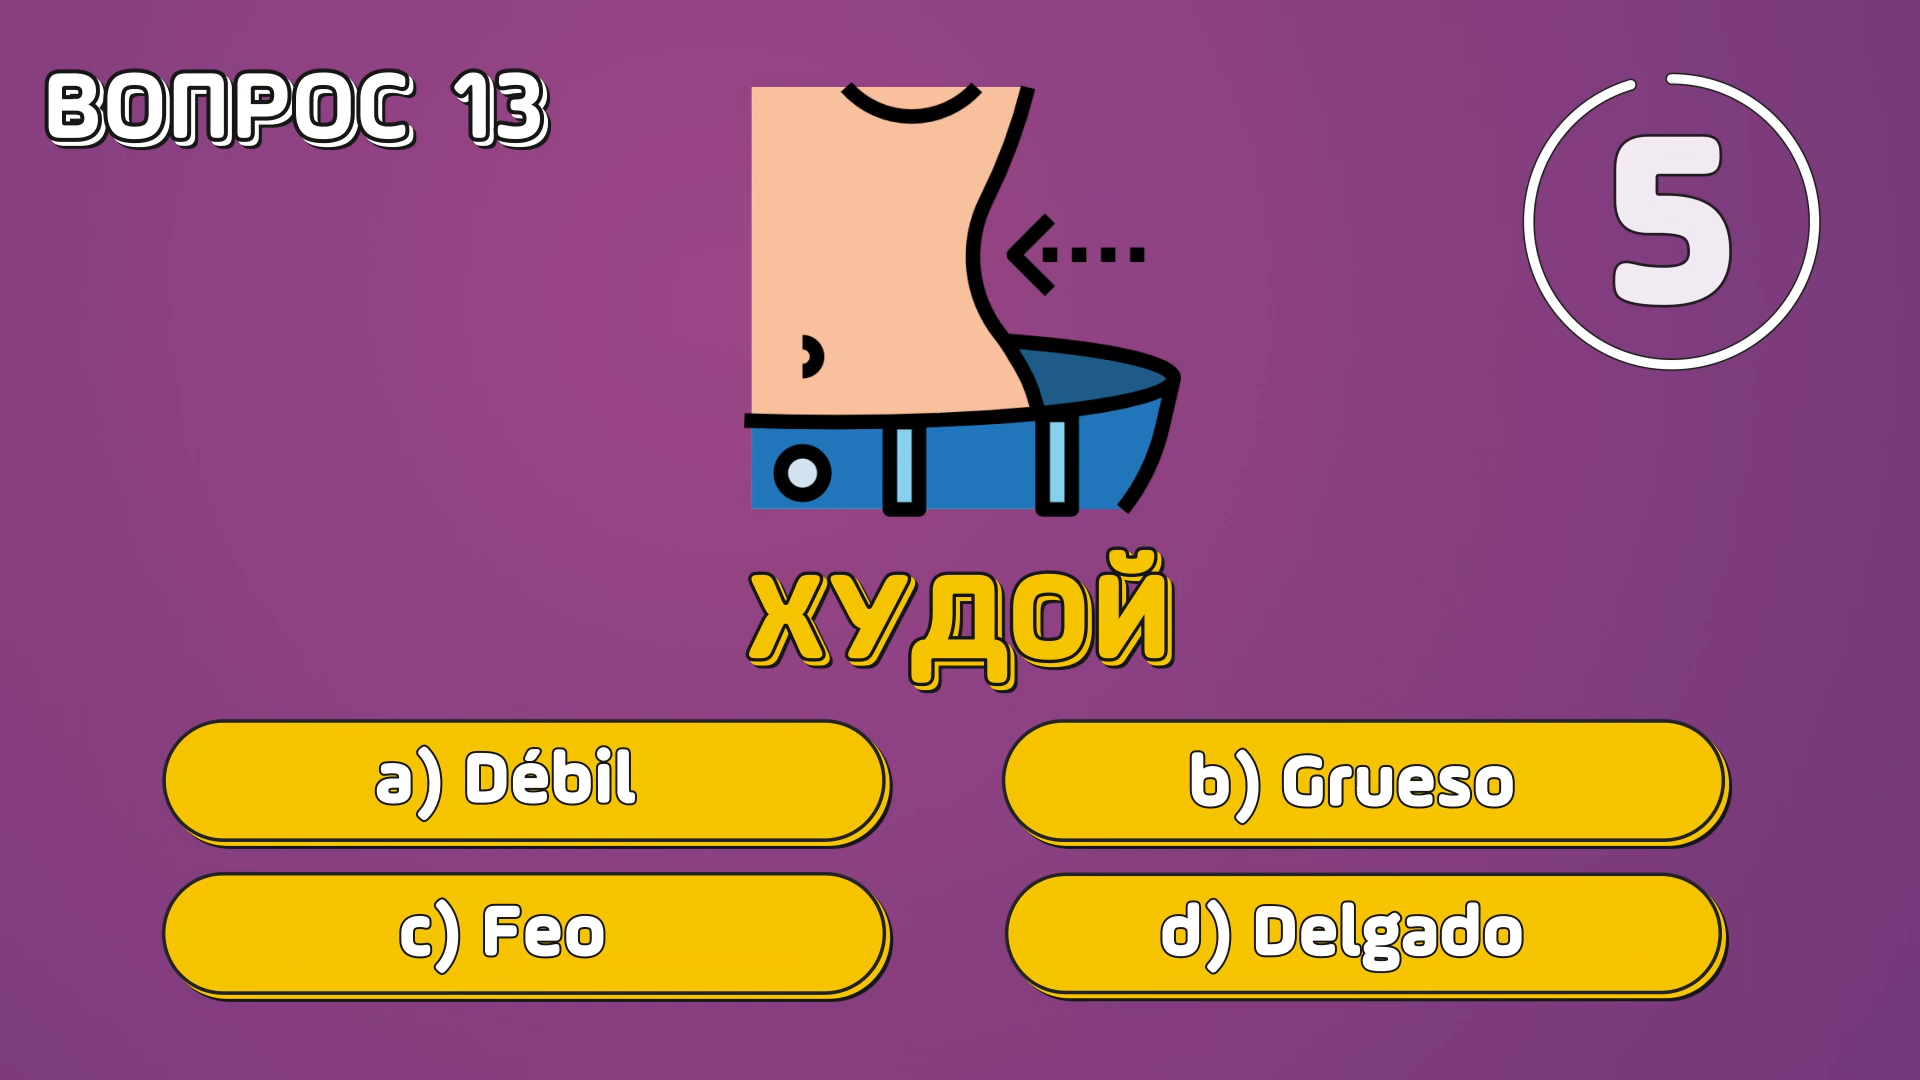 ВОПРОС 13
5
ХУДОЙ
a) Débil
b) Grueso
c) Feo
d) Delgado